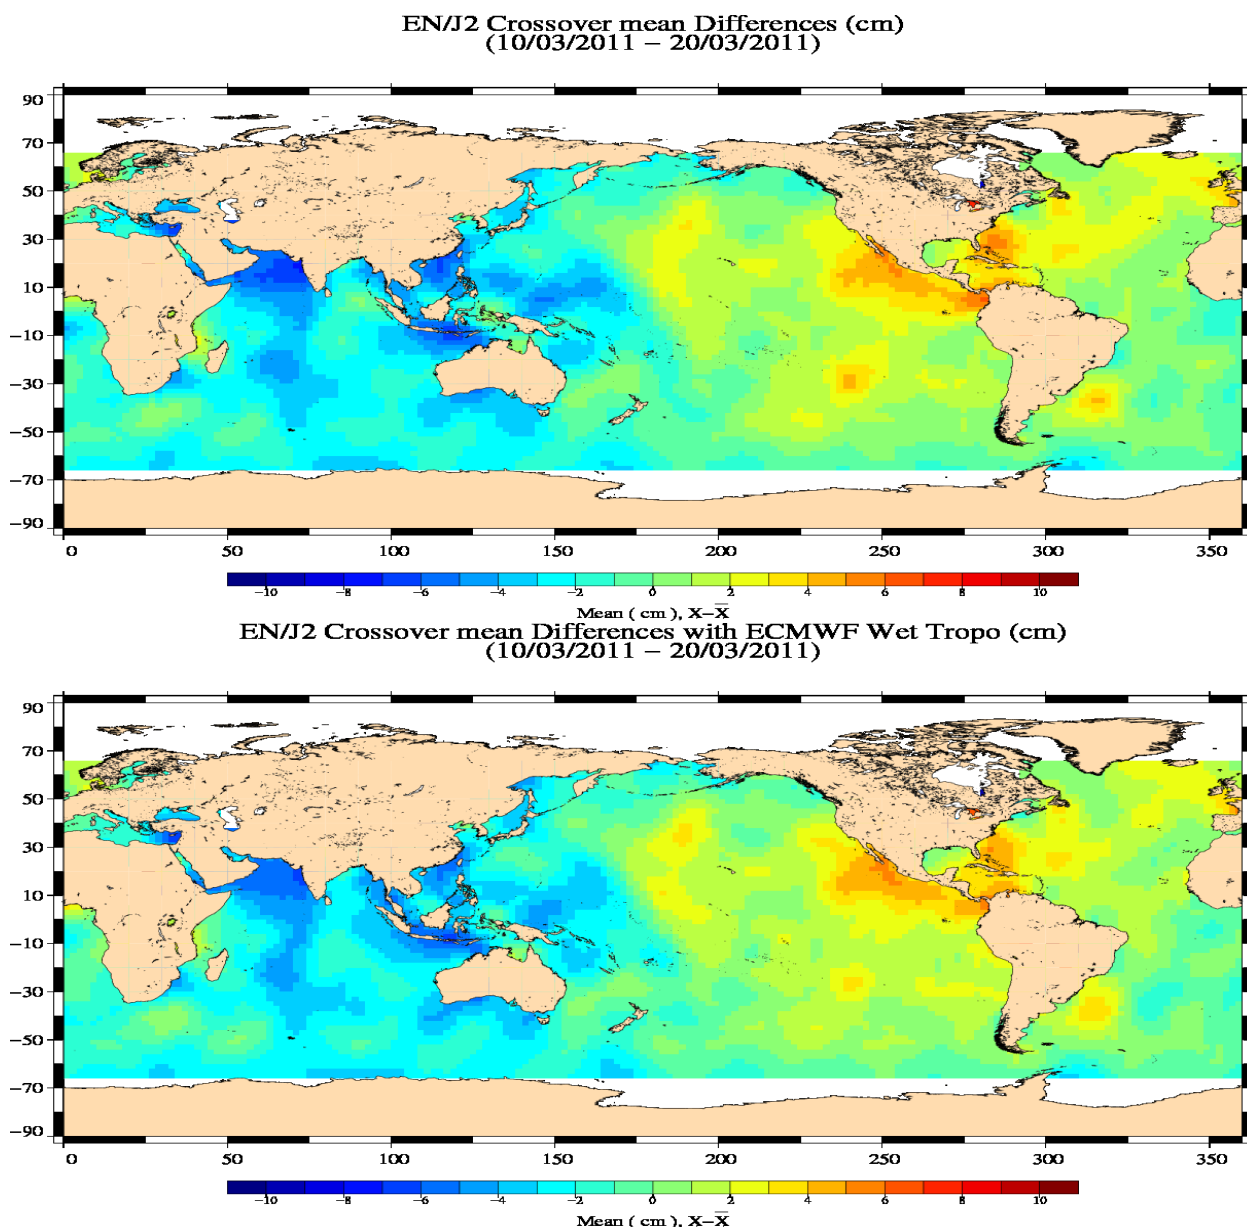 EN/J2 Crossover mean Differences (cm)
(10/03/2011 – 20/03/2011)
90
70
50
30
10
−10
−30
−50
−70
−90
0 50 100 150 200 250 300 350
−10 −8 −6 −4 −2 0 2 4 6 8 10
Mean ( cm ), X−X̅
EN/J2 Crossover mean Differences with ECMWF Wet Tropo (cm)
(10/03/2011 – 20/03/2011)
90
70
50
30
10
−10
−30
−50
−70
−90
0 50 100 150 200 250 300 350
−10 −8 −6 −4 −2 0 2 4 6 8 10
Mean ( cm ), X−X̅